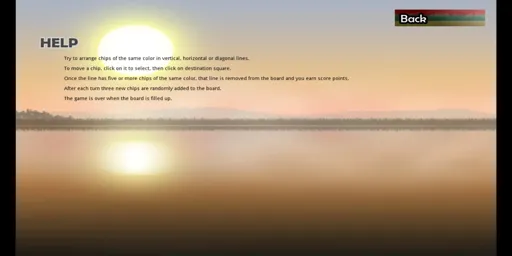 Back
HELP
Try to arrange chips of the same color in vertical, horizontal or diagonal lines.
To move a chip, click on it to select, then click on destination square.
Once the line has five or more chips of the same color, that line is removed from the board and you earn score points.
After each turn three new chips are randomly added to the board.
The game is over when the board is filled up.